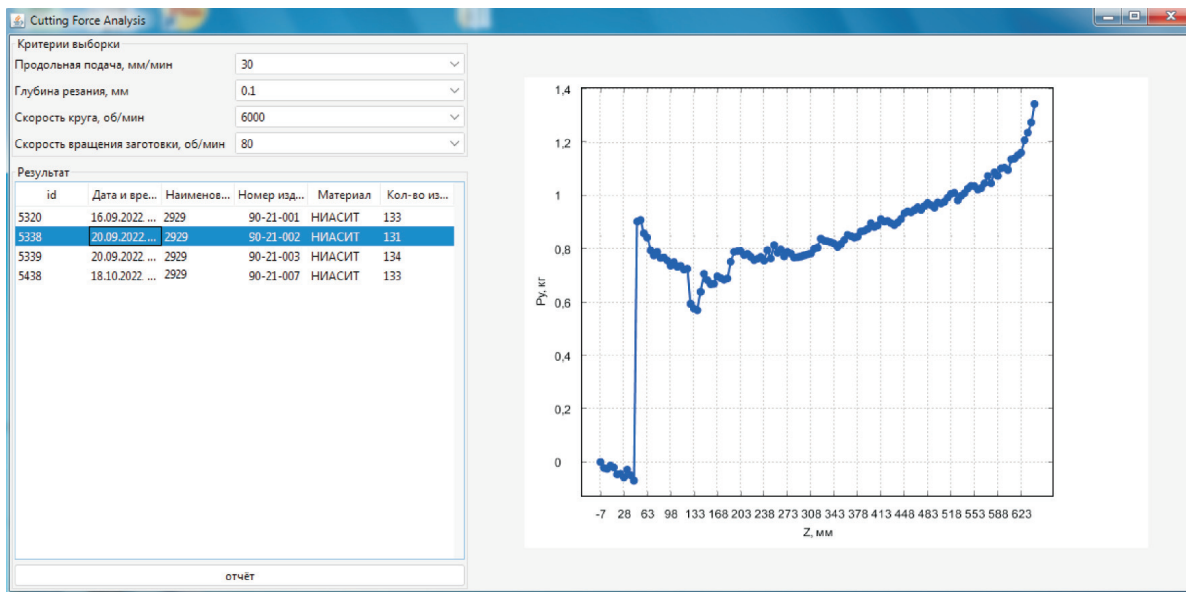 Cutting Force Analysis
Критерии выборки
Продольная подача, мм/мин 30
Глубина резания, мм 0.1
Скорость круга, об/мин 6000
Скорость вращения заготовки, об/мин 80
Результат
id Дата и вре... Наименов... Номер изд... Материал Кол-во из...
5320 16.09.2022 ... 2929 90-21-001 НИАСИТ 133
5338 20.09.2022 ... 2929 90-21-002 НИАСИТ 131
5339 20.09.2022 ... 2929 90-21-003 НИАСИТ 134
5438 18.10.2022 ... 2929 90-21-007 НИАСИТ 133
отчёт
1,4
1,2
1
0,8
0,6
0,4
0,2
0
Py, кг
-7 28 63 98 133 168 203 238 273 308 343 378 413 448 483 518 553 588 623
Z, мм